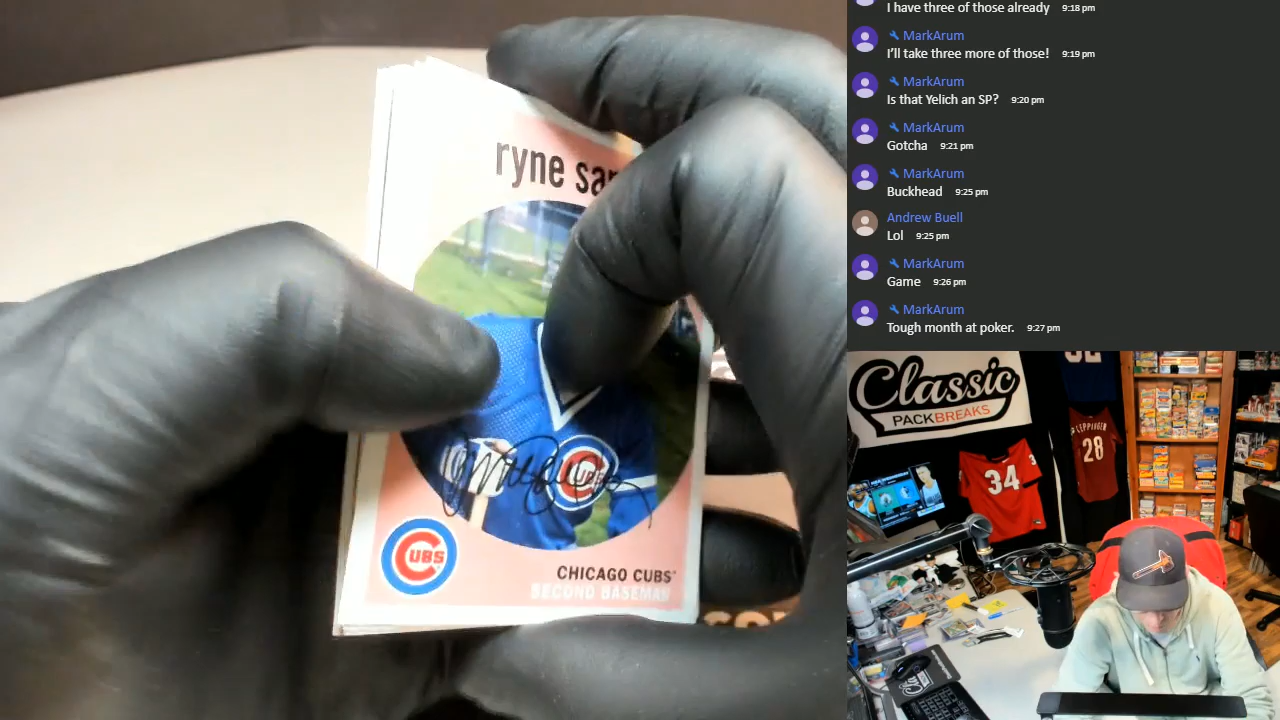 ryne sa
CUBS
CHICAGO CUBS
SECOND BASEMAN
I have three of those already 9:18 pm
MarkArum
I'll take three more of those! 9:19 pm
MarkArum
Is that Yelich an SP? 9:20 pm
MarkArum
Gotcha 9:21 pm
MarkArum
Buckhead 9:25 pm
Andrew Buell
Lol 9:25 pm
MarkArum
Game 9:26 pm
MarkArum
Tough month at poker. 9:27 pm
Classic
PACKBREAKS
34
LEPPINGER
28